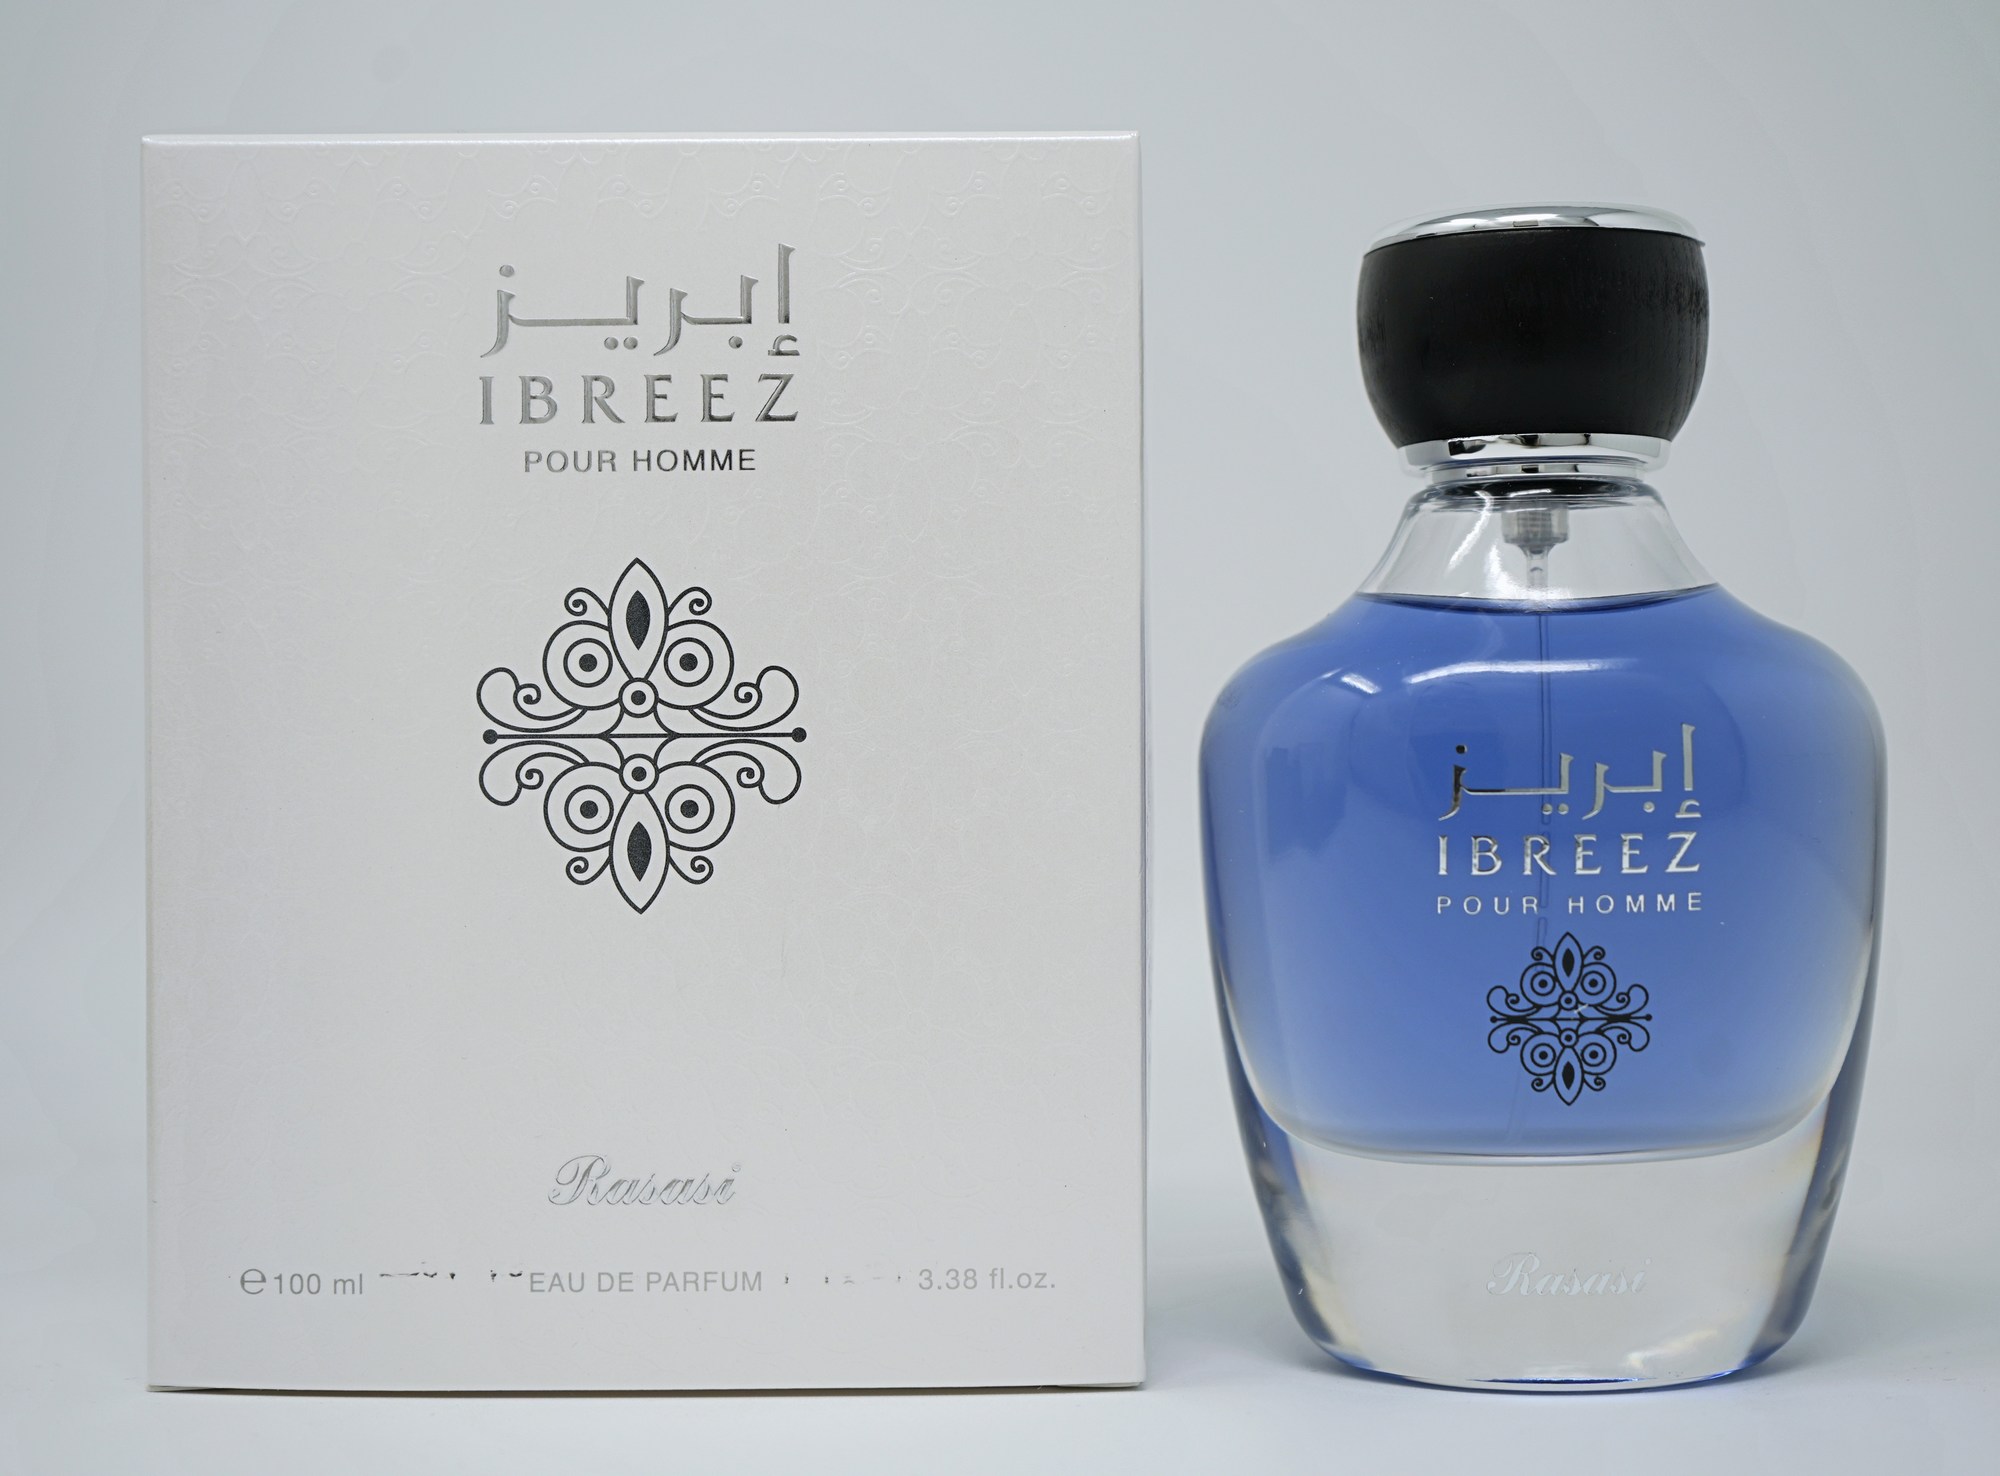 إبريز
IBREEZ
POUR HOMME
Rasasi
℮100 ml EAU DE PARFUM 3.38 fl.oz.
إبريز
IBREEZ
POUR HOMME
Rasasi